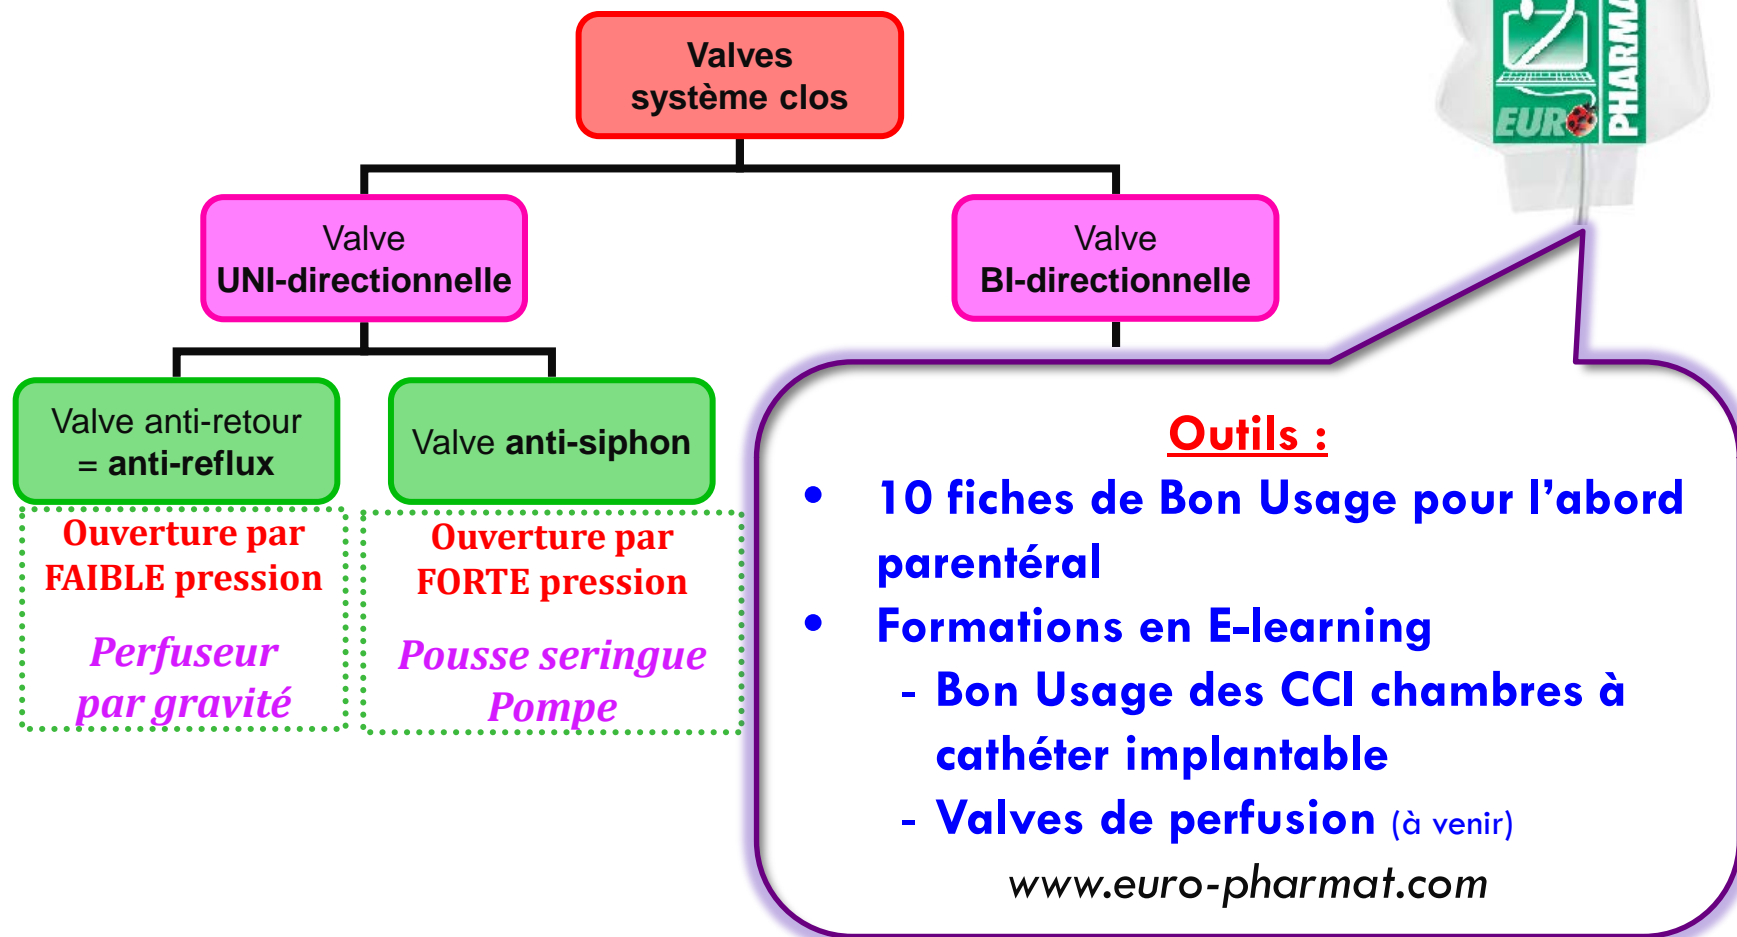 Valves
système clos
EURO
PHARMA
Valve
UNI-directionnelle
Valve
BI-directionnelle
Valve anti-retour
= anti-reflux
Valve anti-siphon
Ouverture par
FAIBLE pression
Perfuseur
par gravité
Ouverture par
FORTE pression
Pousse seringue
Pompe
Outils :
• 10 fiches de Bon Usage pour l’abord
parentéral
• Formations en E-learning
- Bon Usage des CCI chambres à
cathéter implantable
- Valves de perfusion (à venir)
www.euro-pharmat.com